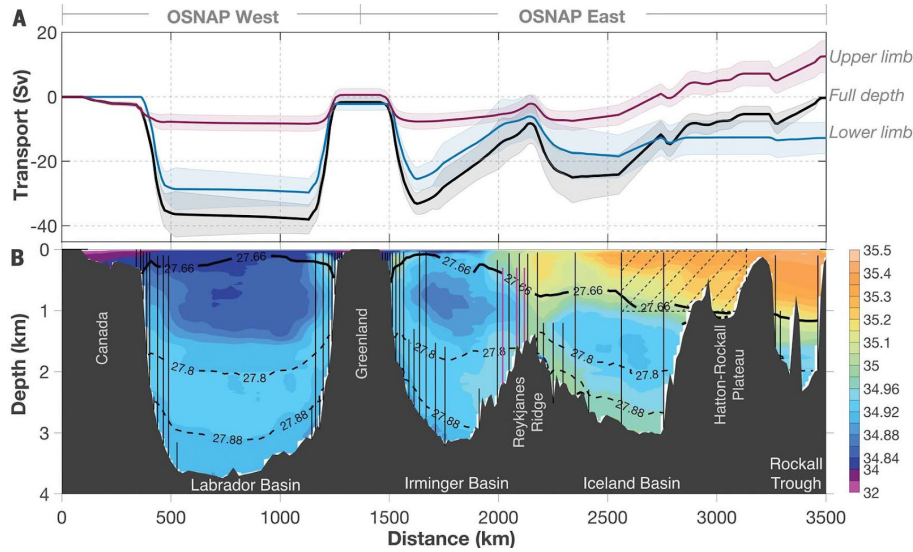 OSNAP West
OSNAP East
A
20
0
-20
-40
Transport (Sv)
Upper limb
Full depth
Lower limb
B
0
1
2
3
4
Depth (km)
27.66
27.66
27.66
27.66
27.66
27.8
27.8
27.8
27.88
27.88
27.88
Canada
Greenland
Reykjanes
Ridge
Hatton-Rockall
Plateau
Rockall
Trough
Labrador Basin
Irminger Basin
Iceland Basin
35.5
35.4
35.3
35.2
35.1
35
34.96
34.92
34.88
34.84
34
32
0
500
1000
1500
2000
2500
3000
3500
Distance (km)